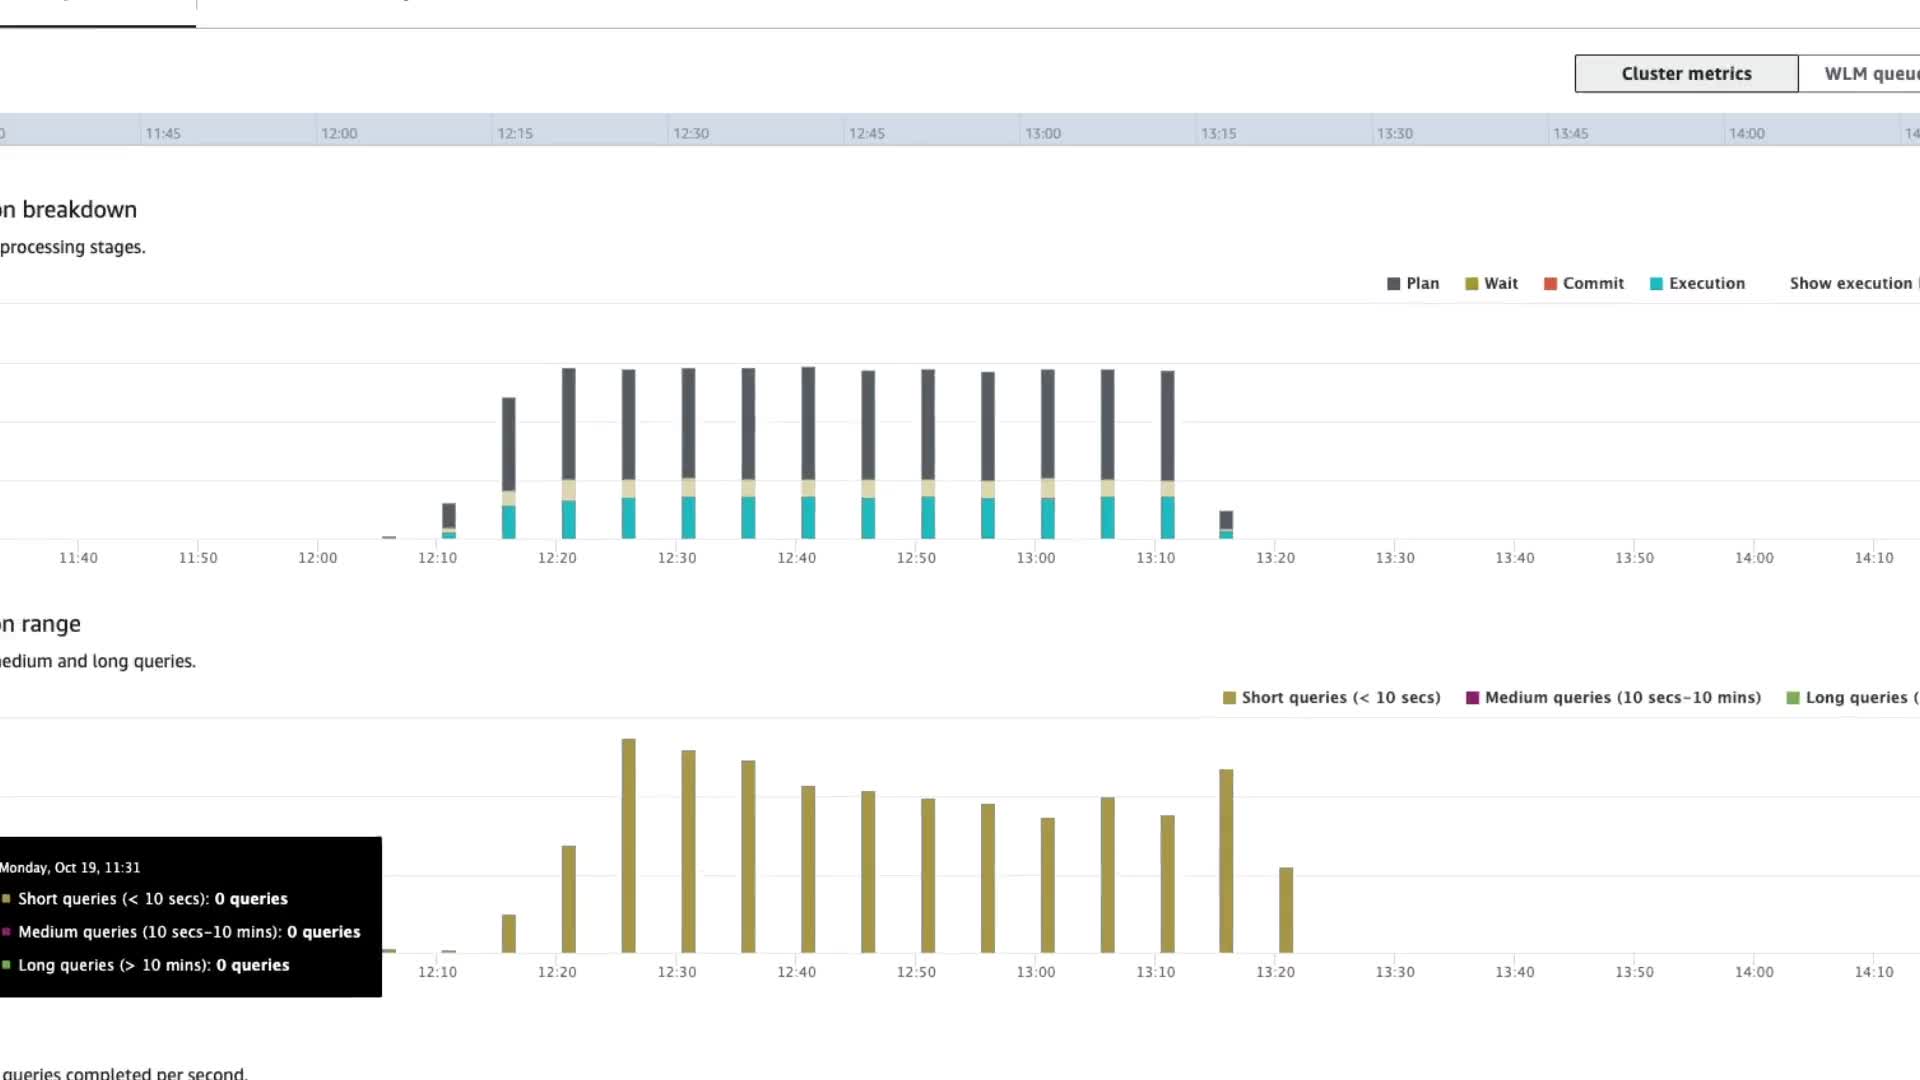 Cluster metrics
11:45 12:00 12:15 12:30 12:45 13:00 13:15 13:30 13:45 14:00
breakdown
processing stages.
Plan Wait Commit Execution Show execution
11:40 11:50 12:00 12:10 12:20 12:30 12:40 12:50 13:00 13:10 13:20 13:30 13:40 13:50 14:00 14:10
range
medium and long queries.
Short queries (< 10 secs) Medium queries (10 secs-10 mins) Long queries (
Monday, Oct 19, 11:31
Short queries (< 10 secs): 0 queries
Medium queries (10 secs-10 mins): 0 queries
Long queries (> 10 mins): 0 queries
12:10 12:20 12:30 12:40 12:50 13:00 13:10 13:20 13:30 13:40 13:50 14:00 14:10
queries completed per second.